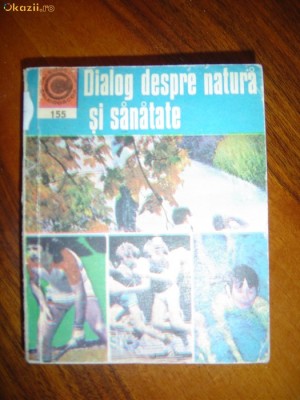 Okazii.ro
Dialog despre natură
și sănătate
155